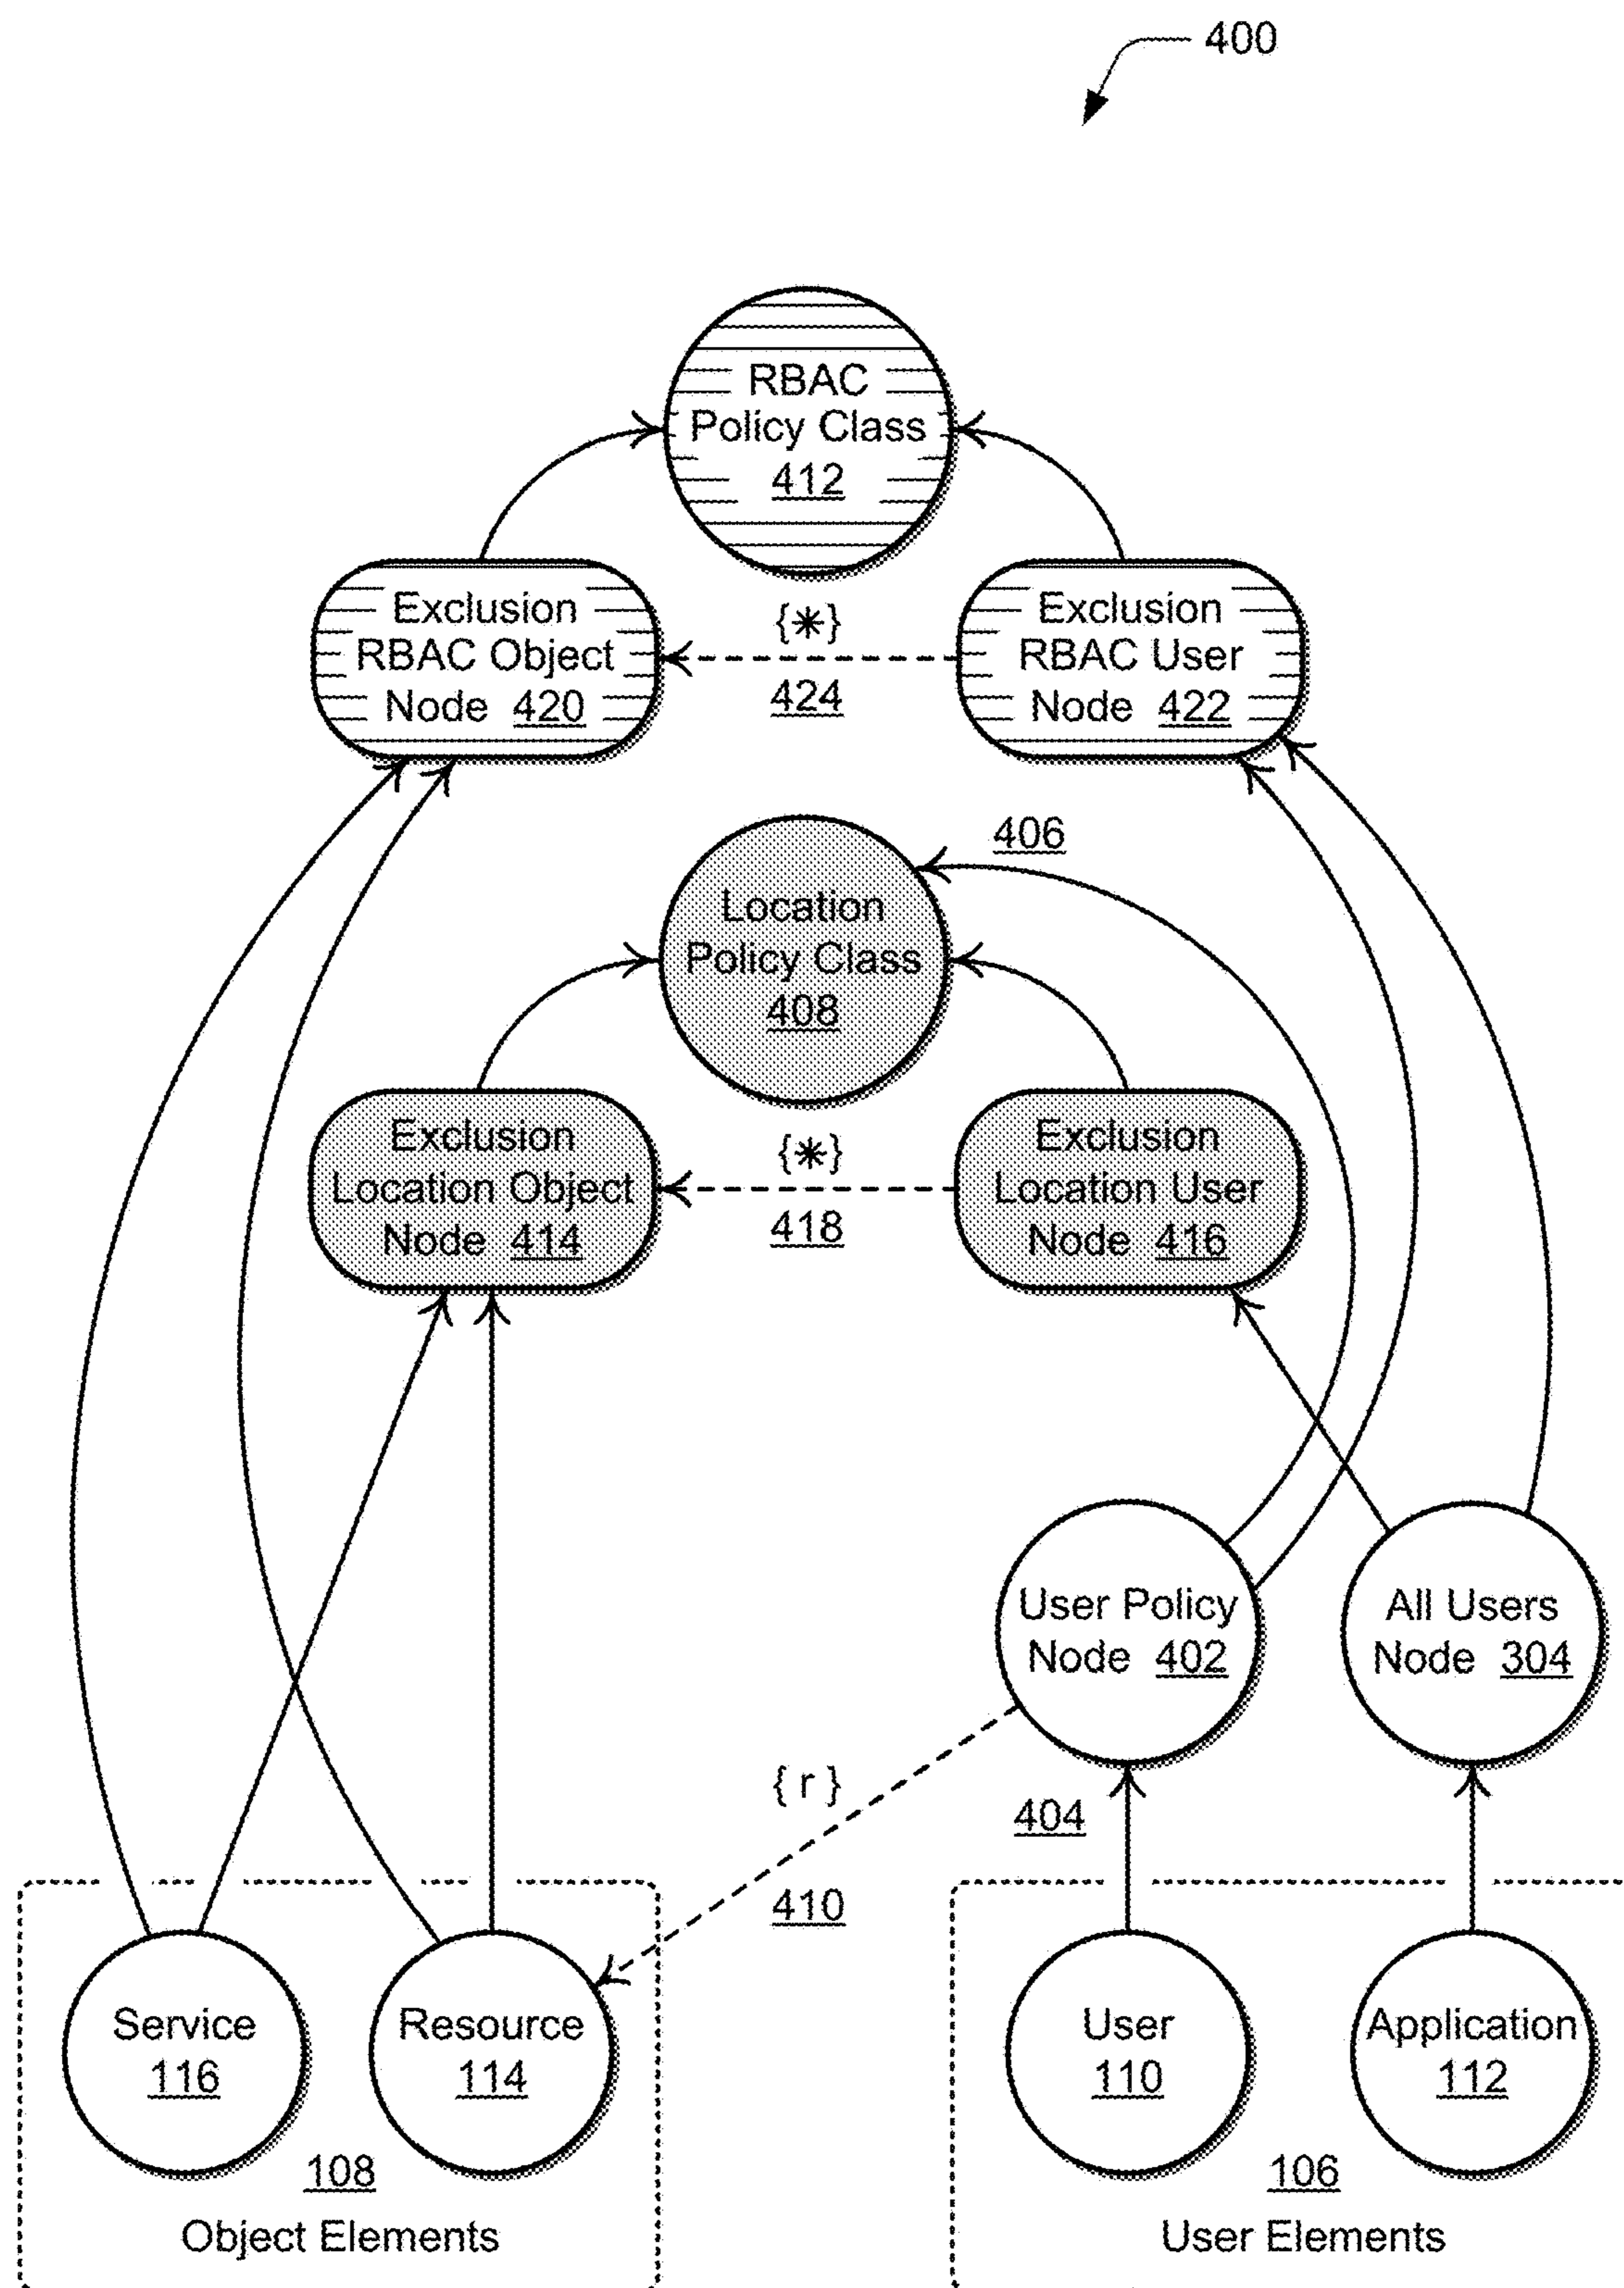 400
RBAC
Policy Class
412
Exclusion
RBAC Object
Node 420
{*}
424
Exclusion
RBAC User
Node 422
406
Location
Policy Class
408
Exclusion
Location Object
Node 414
{*}
418
Exclusion
Location User
Node 416
User Policy
Node 402
All Users
Node 304
{ r }
404
410
Service
116
Resource
114
User
110
Application
112
108
Object Elements
106
User Elements